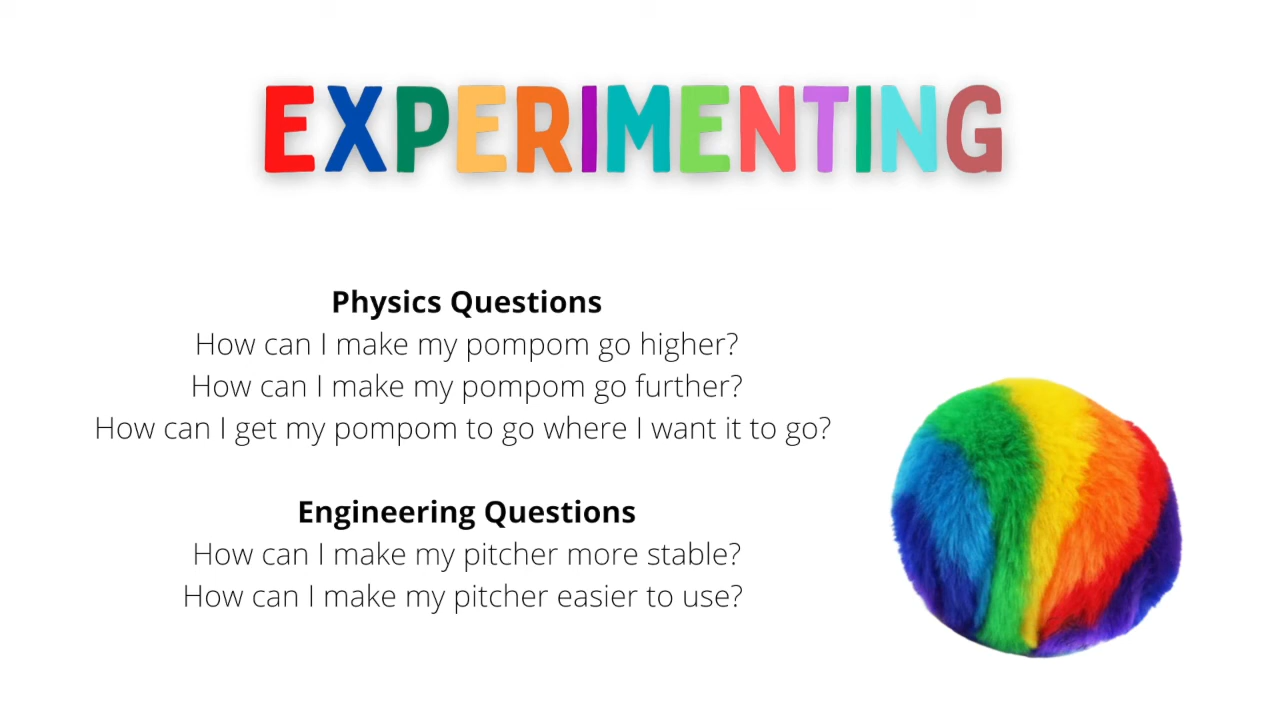 EXPERIMENTING
Physics Questions
How can I make my pompom go higher?
How can I make my pompom go further?
How can I get my pompom to go where I want it to go?
Engineering Questions
How can I make my pitcher more stable?
How can I make my pitcher easier to use?